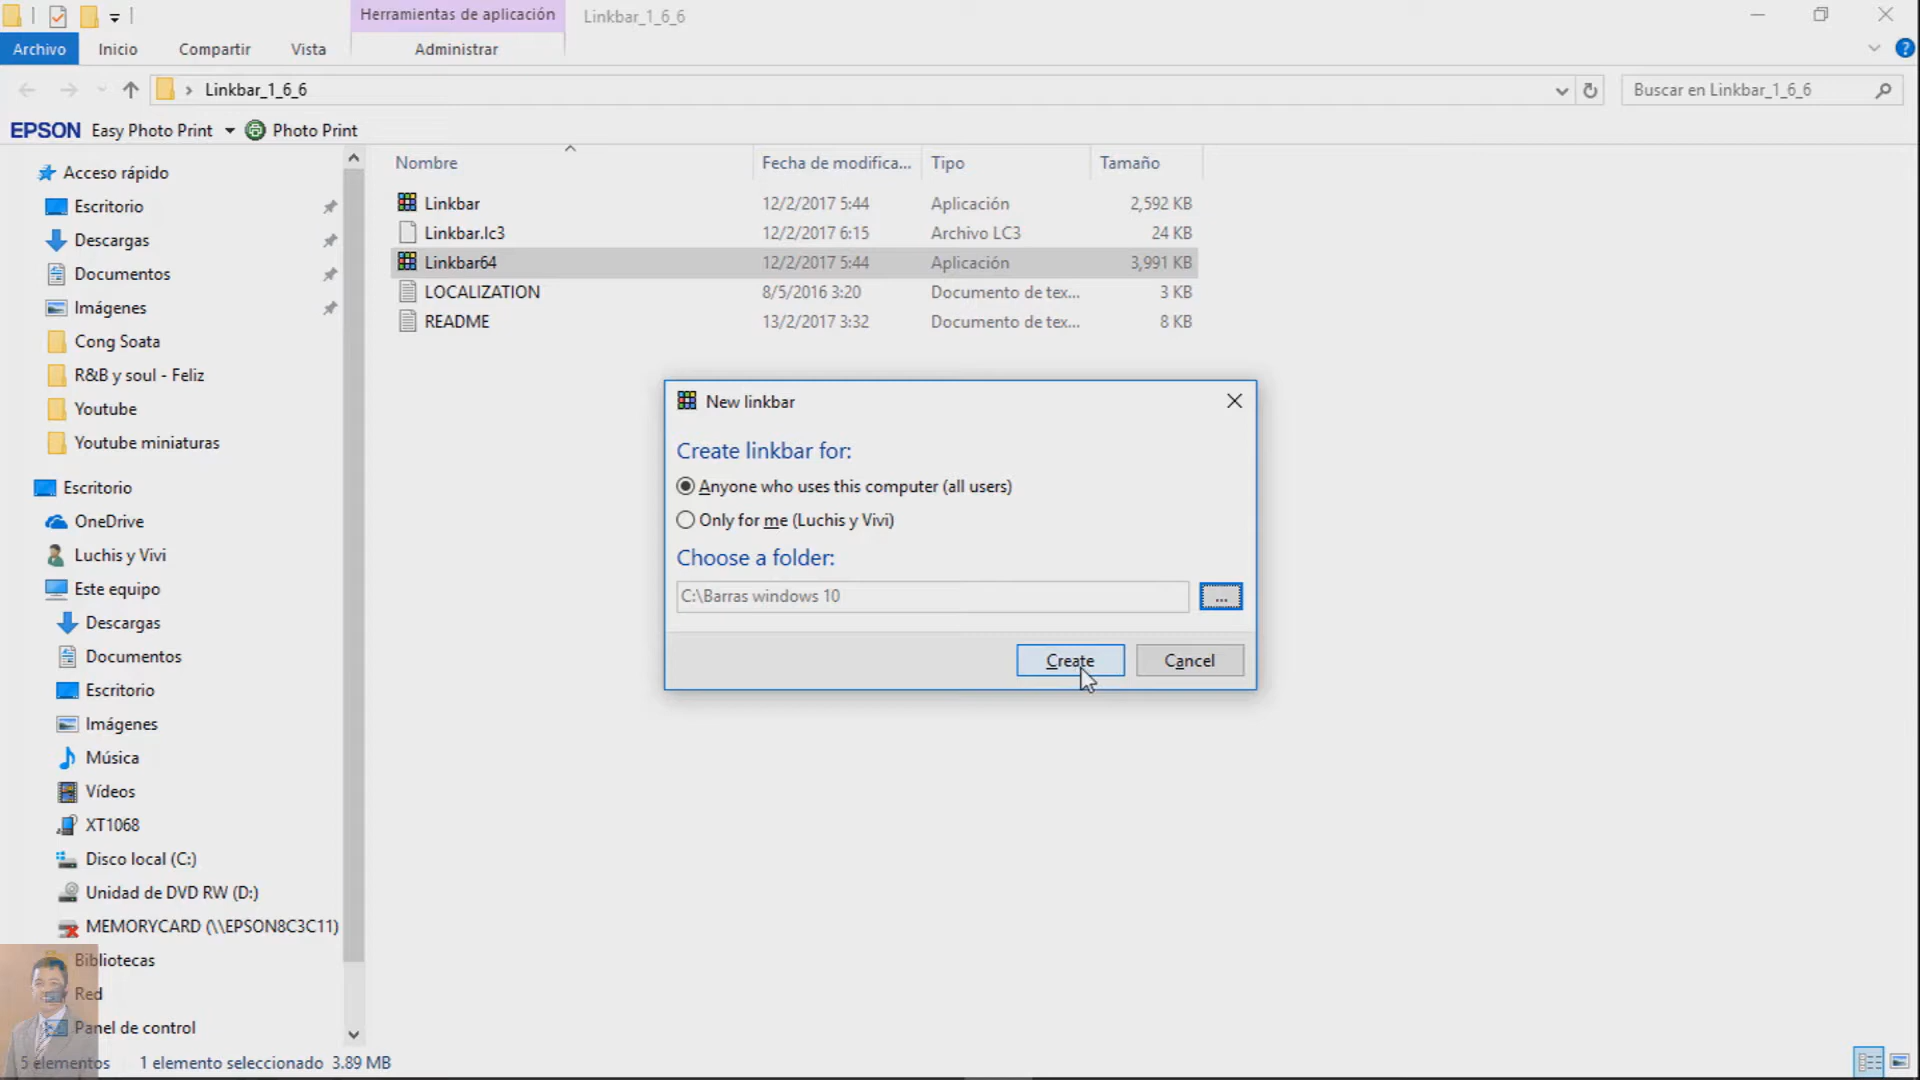 Herramientas de aplicación
Linkbar_1_6_6
Archivo
Inicio
Compartir
Vista
Administrar
Linkbar_1_6_6
Buscar en Linkbar_1_6_6
EPSON Easy Photo Print
Photo Print
Nombre
Fecha de modifica...
Tipo
Tamaño
Linkbar 12/2/2017 5:44 Aplicación 2,592 KB
Linkbar.lc3 12/2/2017 6:15 Archivo LC3 24 KB
Linkbar64 12/2/2017 5:44 Aplicación 3,991 KB
LOCALIZATION 8/5/2016 3:20 Documento de tex... 3 KB
README 13/2/2017 3:32 Documento de tex... 8 KB
Acceso rápido
Escritorio
Descargas
Documentos
Imágenes
Cong Soata
R&B y soul - Feliz
Youtube
Youtube miniaturas
Escritorio
OneDrive
Luchis y Vivi
Este equipo
Descargas
Documentos
Escritorio
Imágenes
Música
Vídeos
XT1068
Disco local (C:)
Unidad de DVD RW (D:)
MEMORYCARD (\\EPSON8C3C11)
Bibliotecas
Red
Panel de control
New linkbar
Create linkbar for:
Anyone who uses this computer (all users)
Only for me (Luchis y Vivi)
Choose a folder:
C:\Barras windows 10
...
Create
Cancel
5 elementos
1 elemento seleccionado 3.89 MB